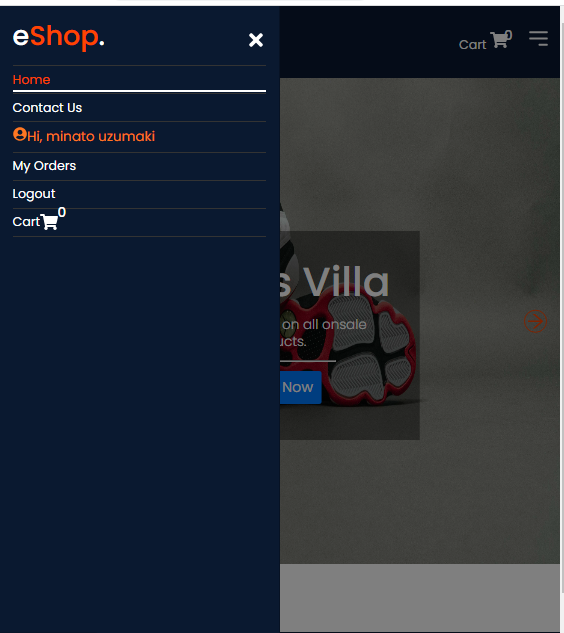 eShop.
Home
Contact Us
Hi, minato uzumaki
My Orders
Logout
Cart 0
Cart 0
s Villa
on all onsale
ucts.
Now